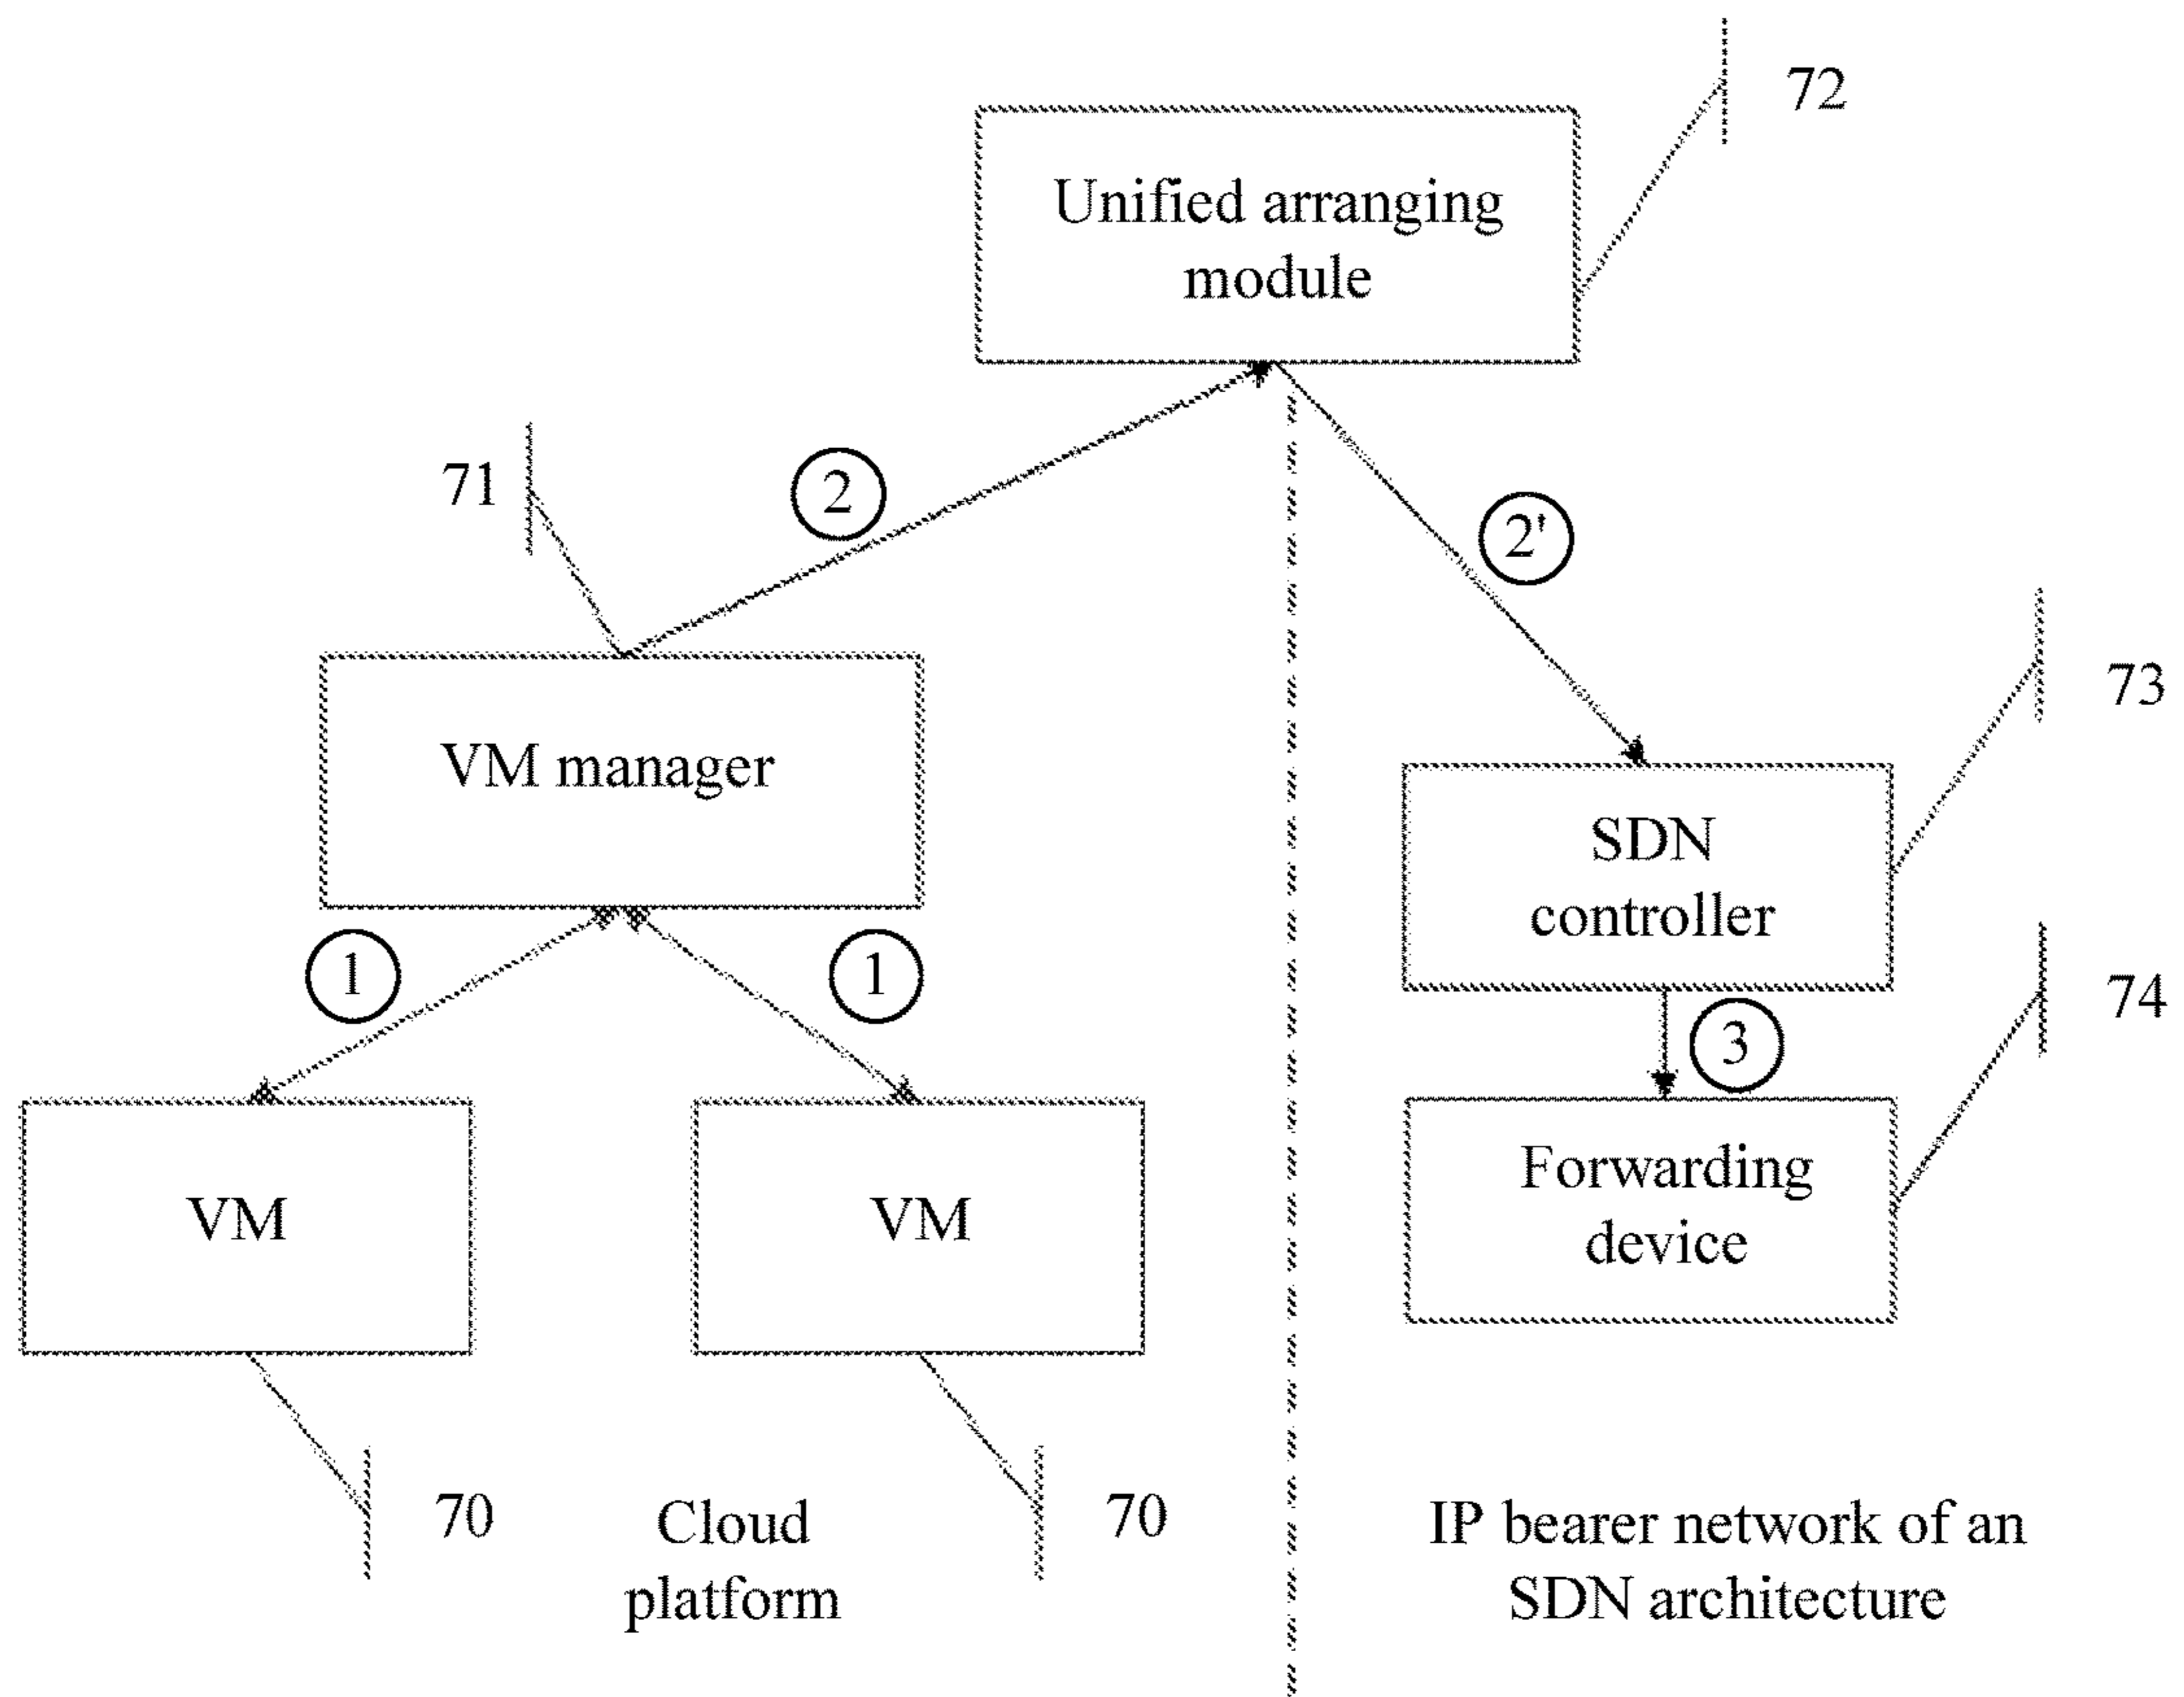 72
Unified arranging
module
71
2
2'
73
VM manager
SDN
controller
1
1
74
3
VM
VM
Forwarding
device
70
70
Cloud
platform
IP bearer network of an
SDN architecture